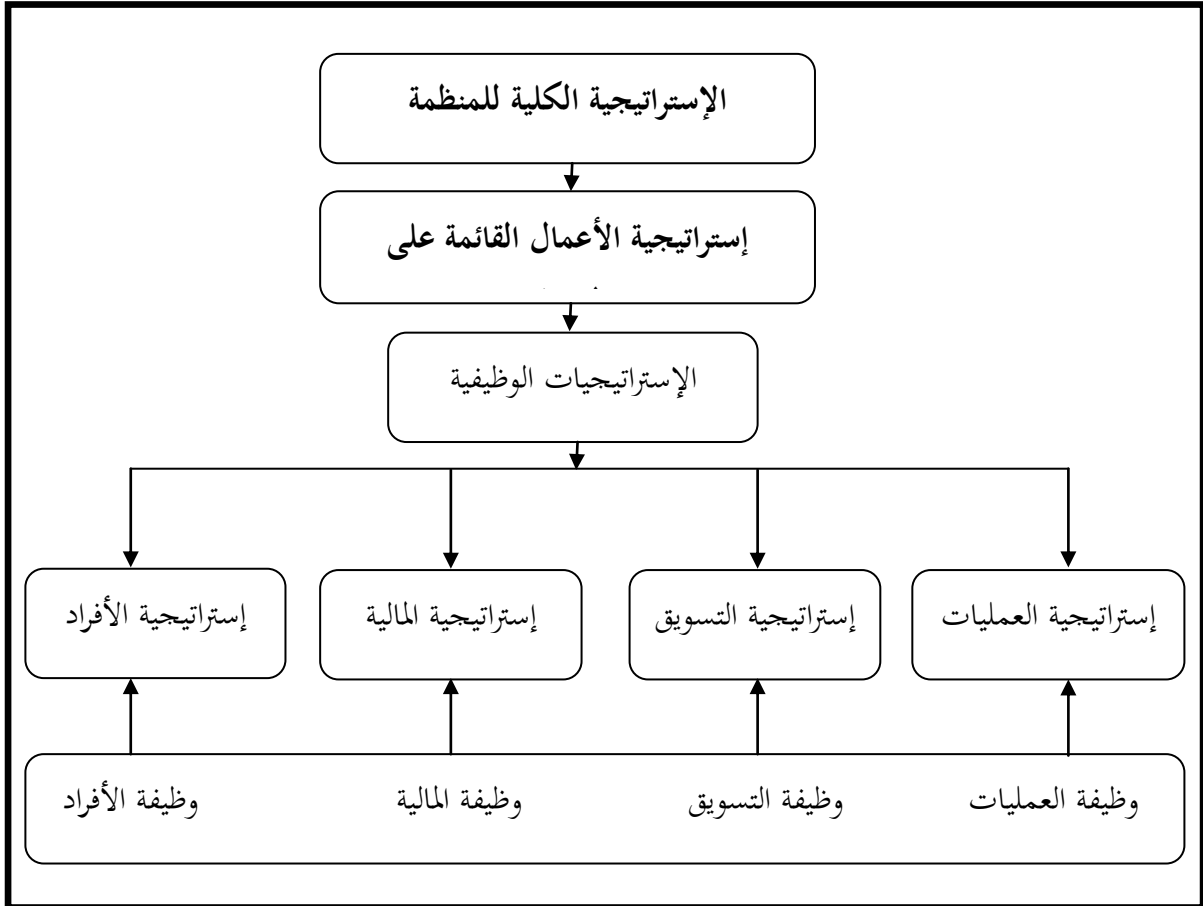 الإستراتيجية الكلية للمنظمة
إستراتيجية الأعمال القائمة على
الإستراتيجيات الوظيفية
إستراتيجية العمليات
إستراتيجية التسويق
إستراتيجية المالية
إستراتيجية الأفراد
وظيفة العمليات
وظيفة التسويق
وظيفة المالية
وظيفة الأفراد